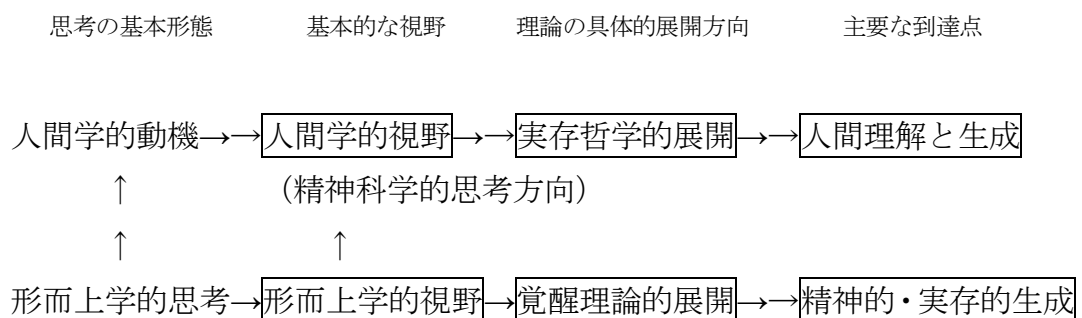 思考の基本形態 基本的な視野 理論の具体的展開方向 主要な到達点
人間学的動機→→人間学的視野→→実存哲学的展開→→人間理解と生成
↑ （精神科学的思考方向）
↑ ↑
形而上学的思考→形而上学的視野→覚醒理論的展開→→精神的・実存的生成